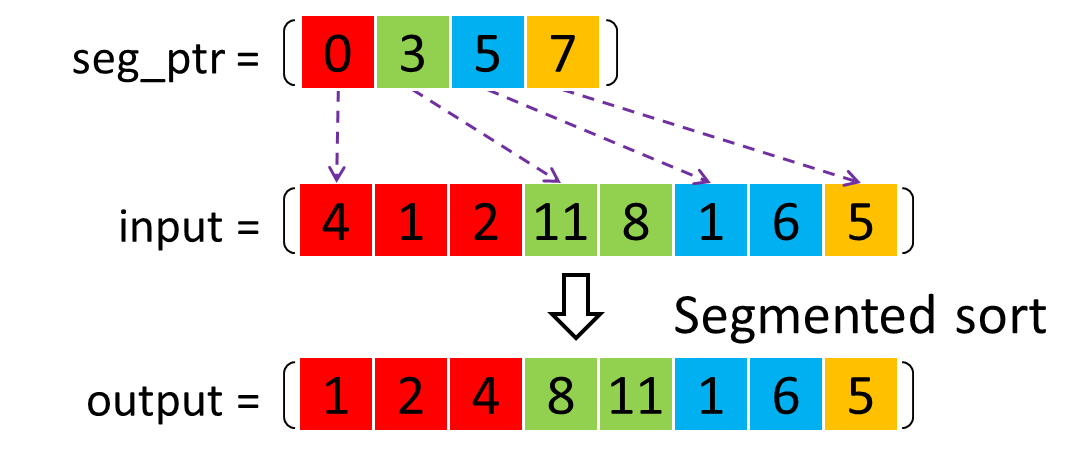 seg_ptr = ( 0 3 5 7 )
input = ( 4 1 2 11 8 1 6 5 )
Segmented sort
output = ( 1 2 4 8 11 1 6 5 )